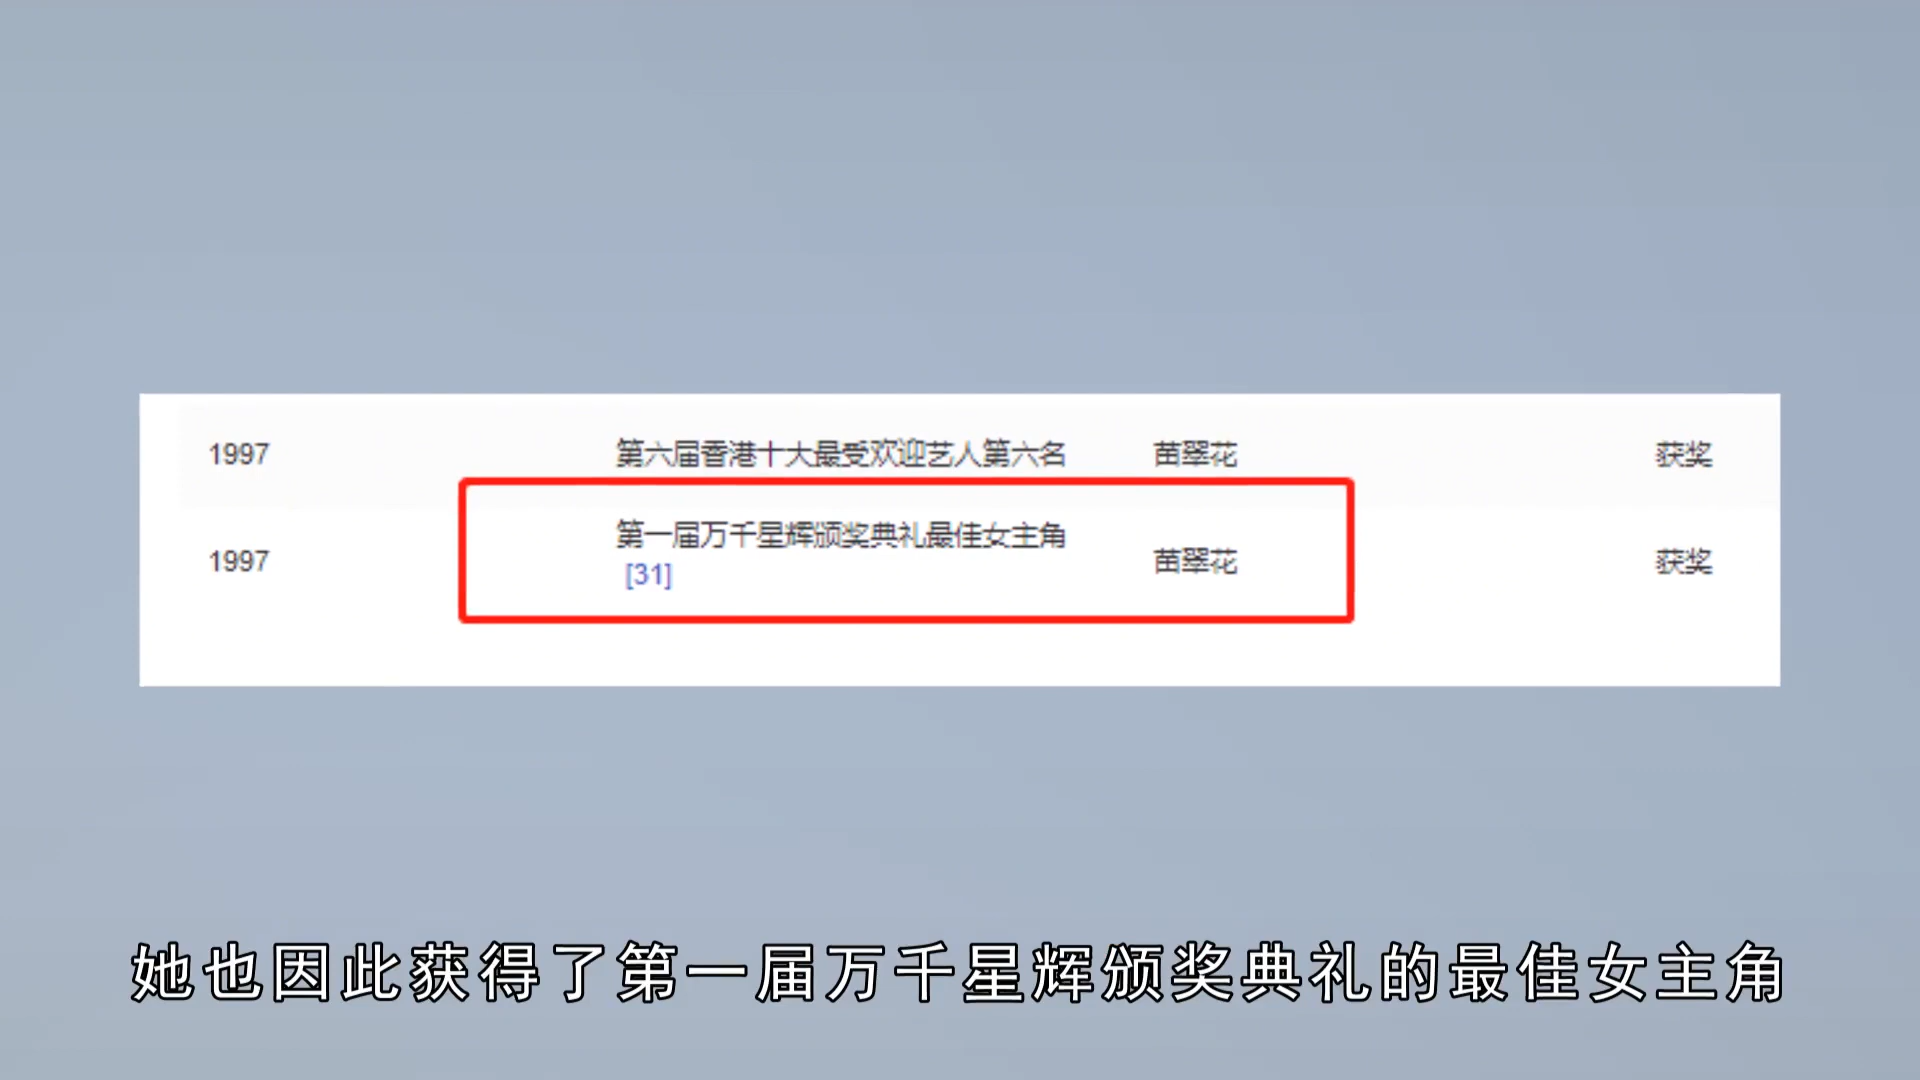 1997 第六届香港十大最受欢迎艺人第六名 苗翠花 获奖
1997 第一届万千星辉颁奖典礼最佳女主角 苗翠花 获奖
[31]
她也因此获得了第一届万千星辉颁奖典礼的最佳女主角